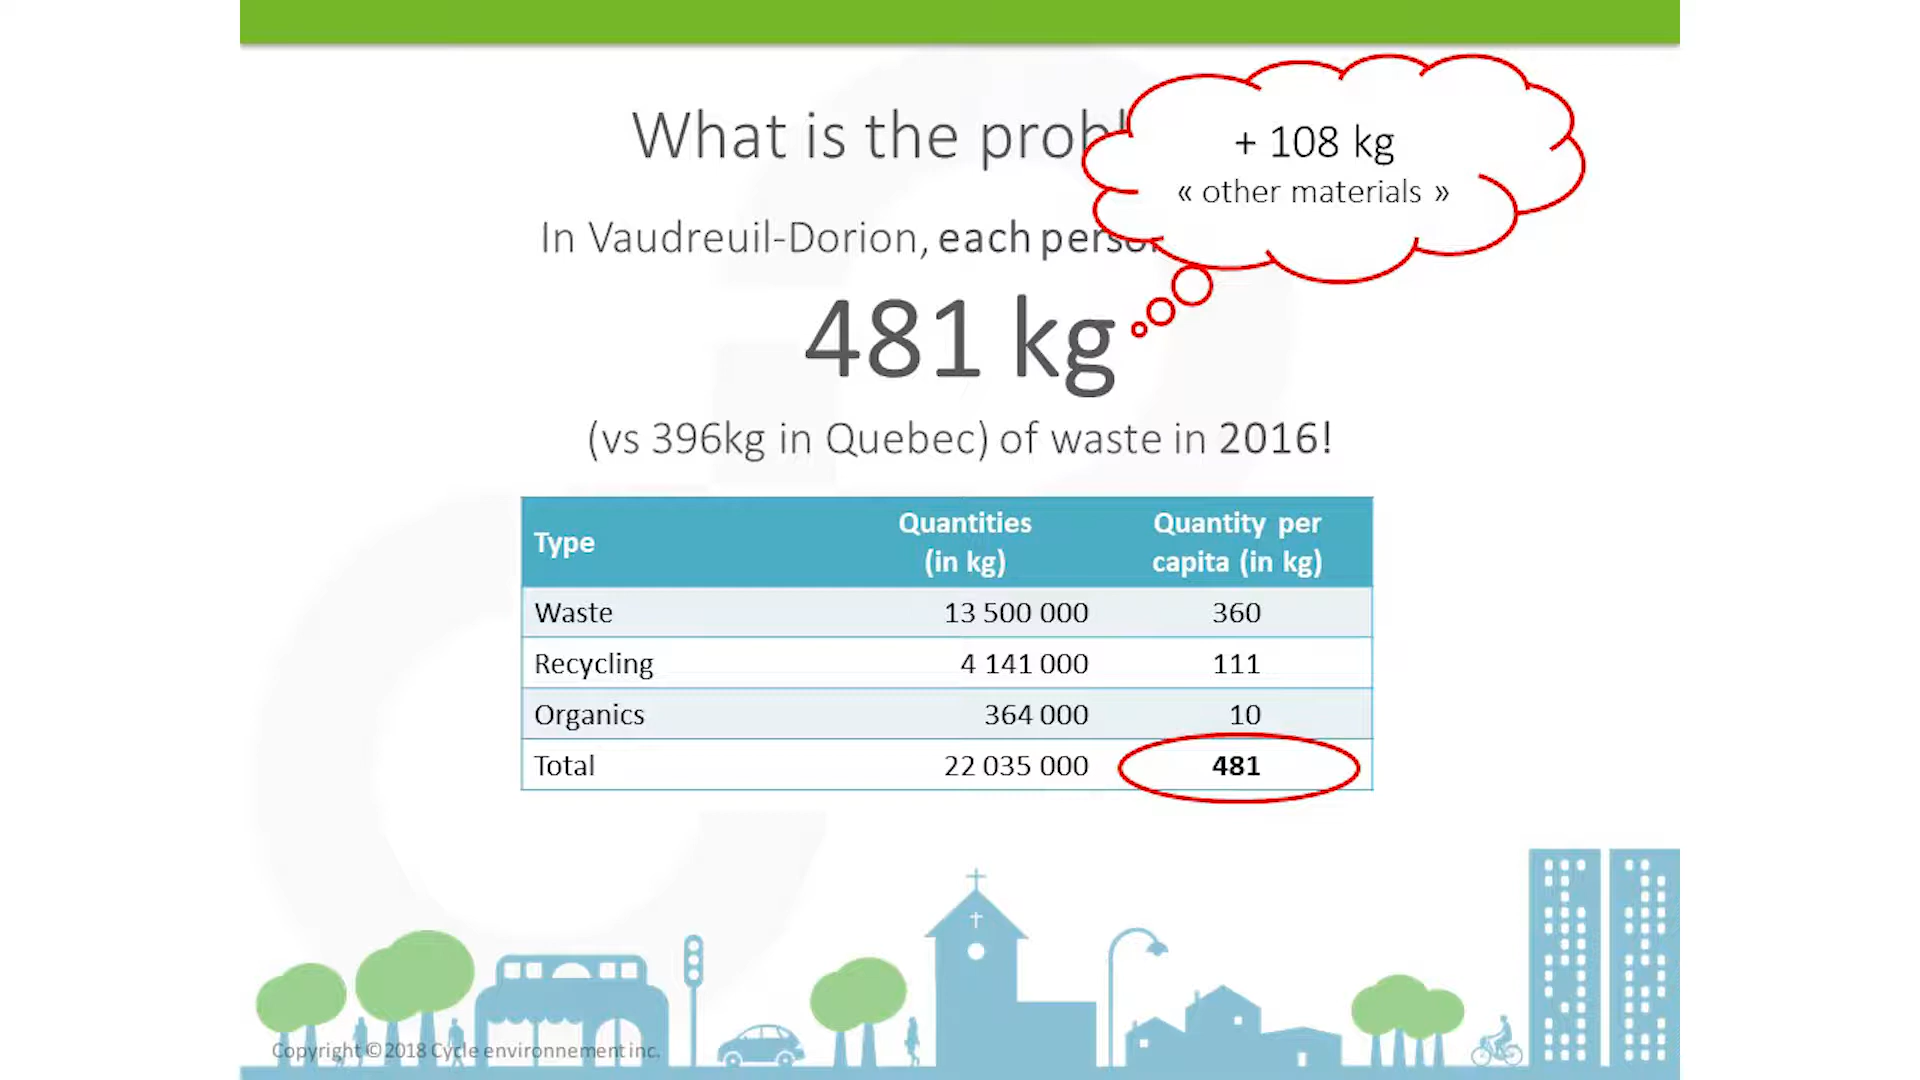 What is the prob
+ 108 kg
« other materials »
In Vaudreuil-Dorion, each perso
481 kg
(vs 396kg in Quebec) of waste in 2016!
Type Quantities (in kg) Quantity per capita (in kg)
Waste 13 500 000 360
Recycling 4 141 000 111
Organics 364 000 10
Total 22 035 000 481
Copyright ©2018 Cycle environnement inc.